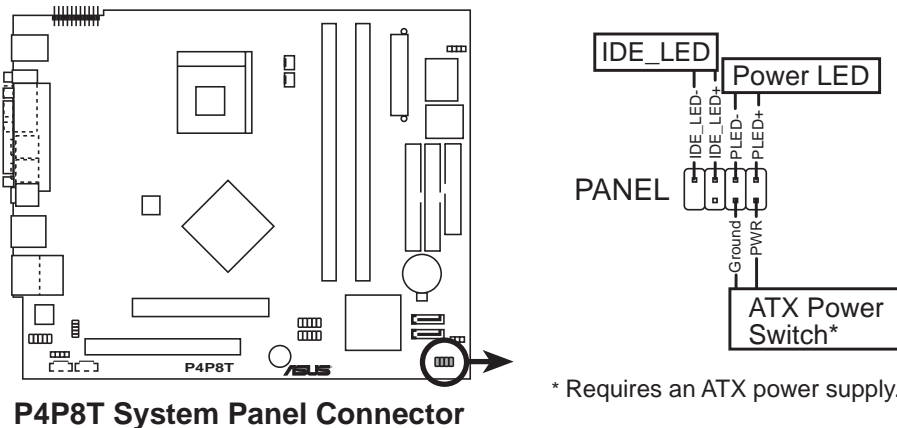 IDE_LED
Power LED
IDE_LED-
IDE_LED+
PLED-
PLED+
PANEL
Ground
PWR
ATX Power
Switch*
P4P8T
ASUS
* Requires an ATX power supply.
P4P8T System Panel Connector